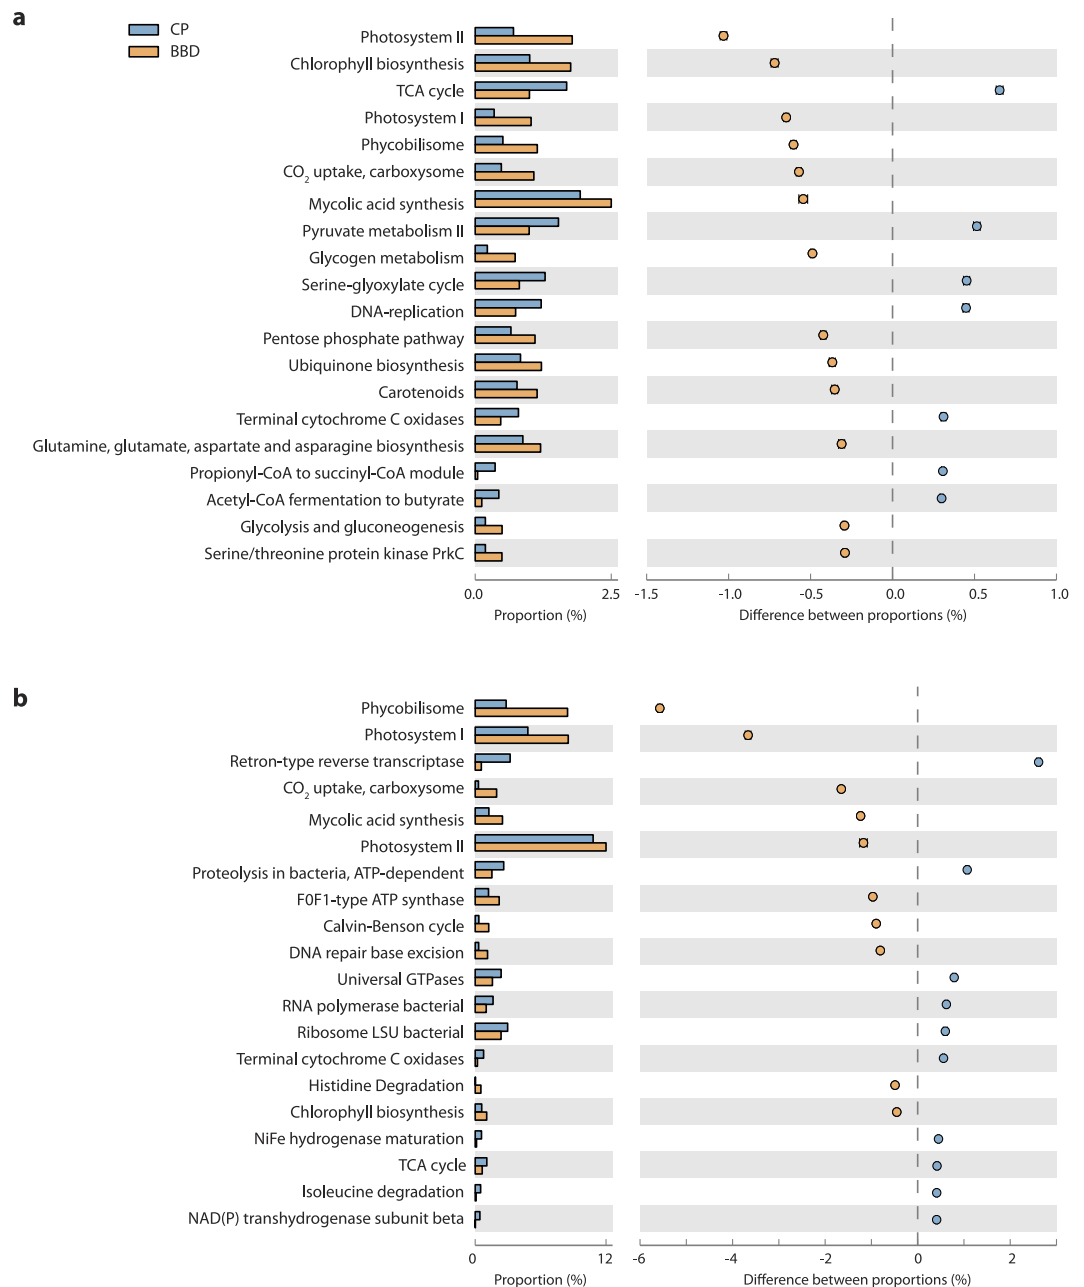 a
CP
BBD
Photosystem II
Chlorophyll biosynthesis
TCA cycle
Photosystem I
Phycobilisome
CO₂ uptake, carboxysome
Mycolic acid synthesis
Pyruvate metabolism II
Glycogen metabolism
Serine-glyoxylate cycle
DNA-replication
Pentose phosphate pathway
Ubiquinone biosynthesis
Carotenoids
Terminal cytochrome C oxidases
Glutamine, glutamate, aspartate and asparagine biosynthesis
Propionyl-CoA to succinyl-CoA module
Acetyl-CoA fermentation to butyrate
Glycolysis and gluconeogenesis
Serine/threonine protein kinase PrkC
0.0 2.5 -1.5 -1.0 -0.5 0.0 0.5 1.0
Proportion (%) Difference between proportions (%)
b
Phycobilisome
Photosystem I
Retron-type reverse transcriptase
CO₂ uptake, carboxysome
Mycolic acid synthesis
Photosystem II
Proteolysis in bacteria, ATP-dependent
F0F1-type ATP synthase
Calvin-Benson cycle
DNA repair base excision
Universal GTPases
RNA polymerase bacterial
Ribosome LSU bacterial
Terminal cytochrome C oxidases
Histidine Degradation
Chlorophyll biosynthesis
NiFe hydrogenase maturation
TCA cycle
Isoleucine degradation
NAD(P) transhydrogenase subunit beta
0 12 -6 -4 -2 0 2
Proportion (%) Difference between proportions (%)